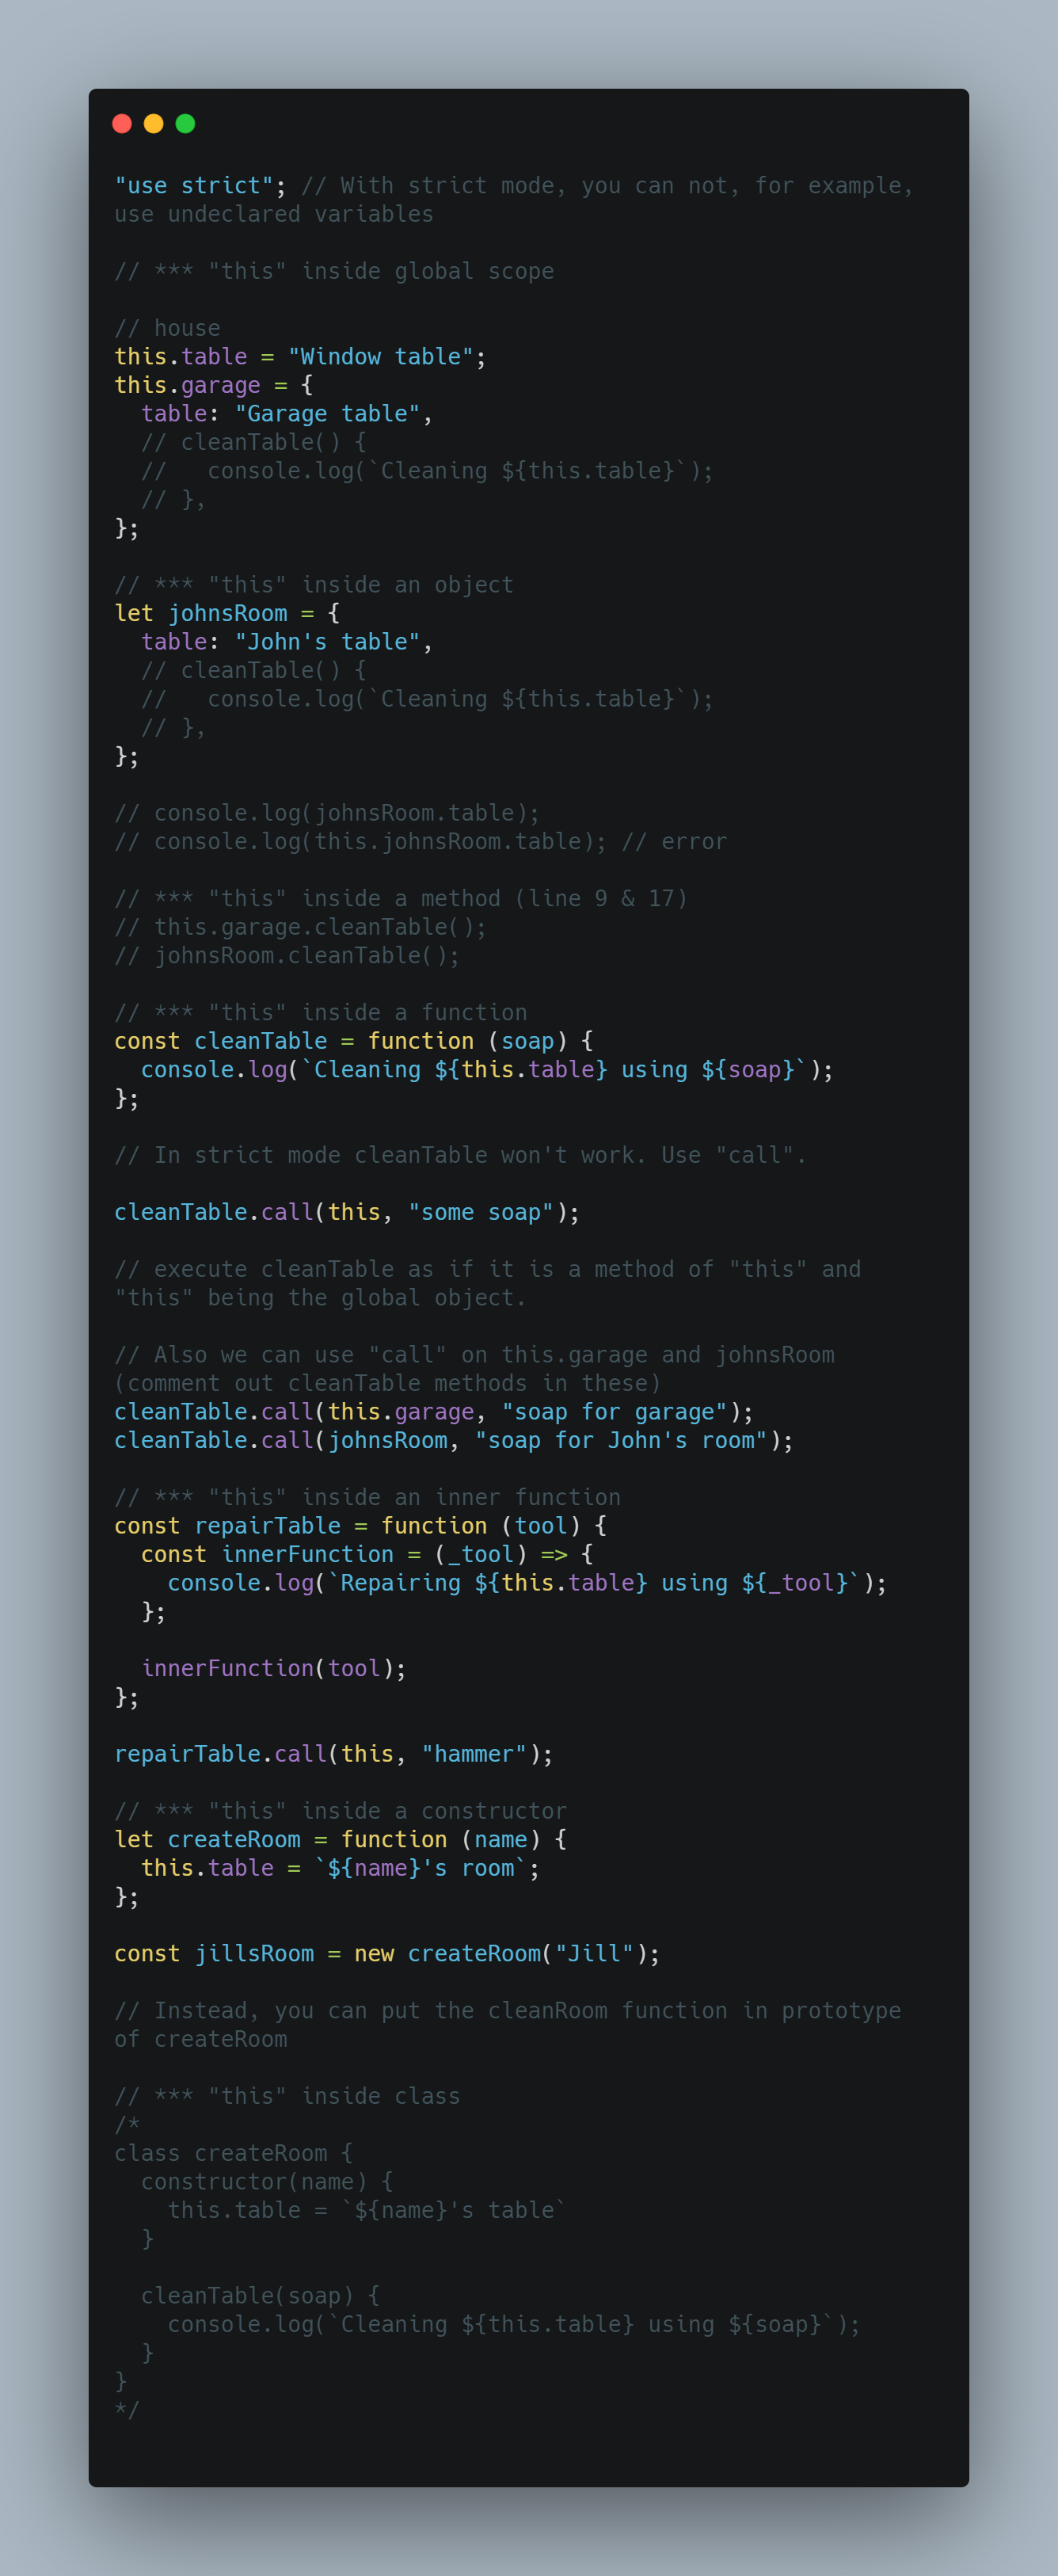 "use strict"; // With strict mode, you can not, for example,
use undeclared variables
// *** "this" inside global scope
// house
this.table = "Window table";
this.garage = {
  table: "Garage table",
  // cleanTable() {
  //   console.log(`Cleaning ${this.table}`);
  // },
};
// *** "this" inside an object
let johnsRoom = {
  table: "John's table",
  // cleanTable() {
  //   console.log(`Cleaning ${this.table}`);
  // },
};
// console.log(johnsRoom.table);
// console.log(this.johnsRoom.table); // error
// *** "this" inside a method (line 9 & 17)
// this.garage.cleanTable();
// johnsRoom.cleanTable();
// *** "this" inside a function
const cleanTable = function (soap) {
  console.log(`Cleaning ${this.table} using ${soap}`);
};
// In strict mode cleanTable won't work. Use "call".
cleanTable.call(this, "some soap");
// execute cleanTable as if it is a method of "this" and
"this" being the global object.
// Also we can use "call" on this.garage and johnsRoom
(comment out cleanTable methods in these)
cleanTable.call(this.garage, "soap for garage");
cleanTable.call(johnsRoom, "soap for John's room");
// *** "this" inside an inner function
const repairTable = function (tool) {
  const innerFunction = (_tool) => {
    console.log(`Repairing ${this.table} using ${_tool}`);
  };
  innerFunction(tool);
};
repairTable.call(this, "hammer");
// *** "this" inside a constructor
let createRoom = function (name) {
  this.table = `${name}'s room`;
};
const jillsRoom = new createRoom("Jill");
// Instead, you can put the cleanRoom function in prototype
of createRoom
// *** "this" inside class
/*
class createRoom {
  constructor(name) {
    this.table = `${name}'s table`
  }
  cleanTable(soap) {
    console.log(`Cleaning ${this.table} using ${soap}`);
  }
}
*/